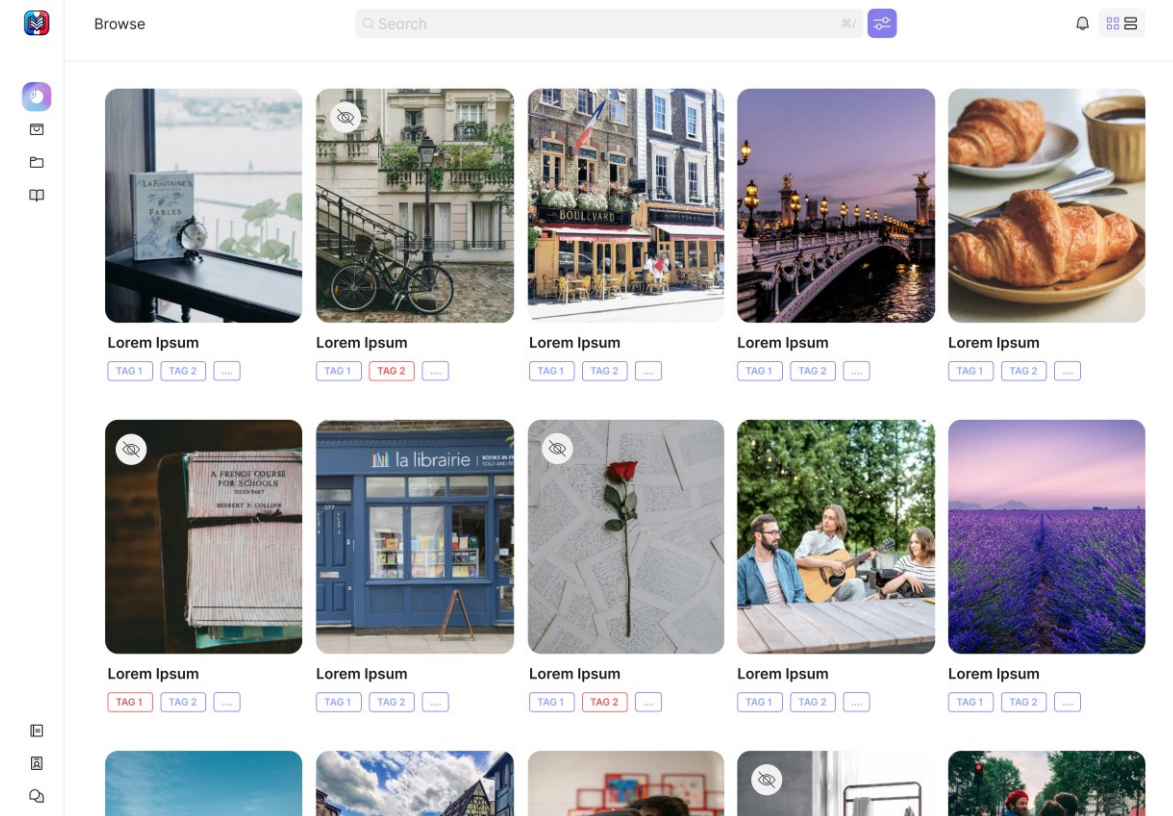 Browse
Search
⌘/
LA FONTAINE
FABLES
BOULEVARD
Lorem Ipsum
TAG 1 TAG 2 ....
Lorem Ipsum
TAG 1 TAG 2 ....
Lorem Ipsum
TAG 1 TAG 2 ....
Lorem Ipsum
TAG 1 TAG 2 ....
Lorem Ipsum
TAG 1 TAG 2 ....
A FRENCH COURSE
FOR SCHOOLS
HERBERT F. COLLINS
la librairie
377
Lorem Ipsum
TAG 1 TAG 2 ....
Lorem Ipsum
TAG 1 TAG 2 ....
Lorem Ipsum
TAG 1 TAG 2 ....
Lorem Ipsum
TAG 1 TAG 2 ....
Lorem Ipsum
TAG 1 TAG 2 ....